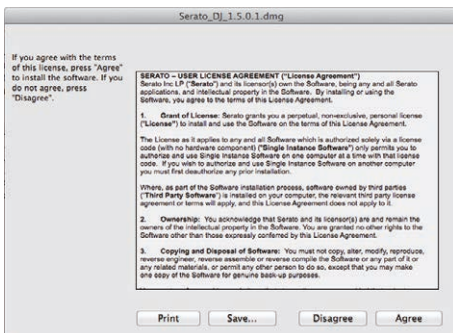 Serato_DJ_1.5.0.1.dmg
If you agree with the terms
of this license, press "Agree"
to install the software. If you
do not agree, press
"Disagree".
SERATO – USER LICENSE AGREEMENT ("License Agreement")
Serato Inc LP ("Serato") and its licensor(s) own the Software, being any and all Serato
applications, and intellectual property in the Software. By installing or using the
Software, you agree to the terms of this License Agreement.
1. Grant of License: Serato grants you a perpetual, non-exclusive, personal license
("License") to install and use the Software on the terms of this License Agreement.
The License as it applies to any and all Software which is authorized solely via a license
code (with no hardware component) ("Single Instance Software") only permits you to
authorize and use Single Instance Software on one computer at a time with that license
code. If you wish to authorize and use Single Instance Software on another computer
you must first deauthorize any prior installation.
Where, as part of the Software installation process, software owned by third parties
("Third Party Software") is installed on your computer, the relevant third party license
agreement or terms will apply, and this License Agreement does not apply to it.
2. Ownership: You acknowledge that Serato and its licensor(s) are and remain the
owners of the intellectual property in the Software. You are granted no other rights to the
Software other than those expressly conferred by this License Agreement.
3. Copying and Disposal of Software: You must not copy, alter, modify, reproduce,
reverse engineer, reverse assemble or reverse compile the Software or any part of it or
any related materials, or permit any other person to do so, except that you may make
one copy of the Software for genuine back-up purposes.
Print
Save...
Disagree
Agree